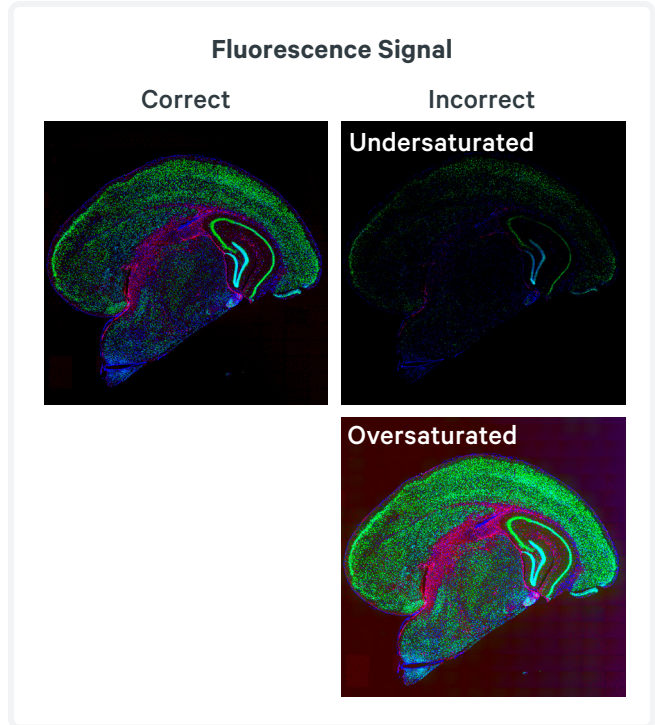 Fluorescence Signal
Correct
Incorrect
Undersaturated
Oversaturated